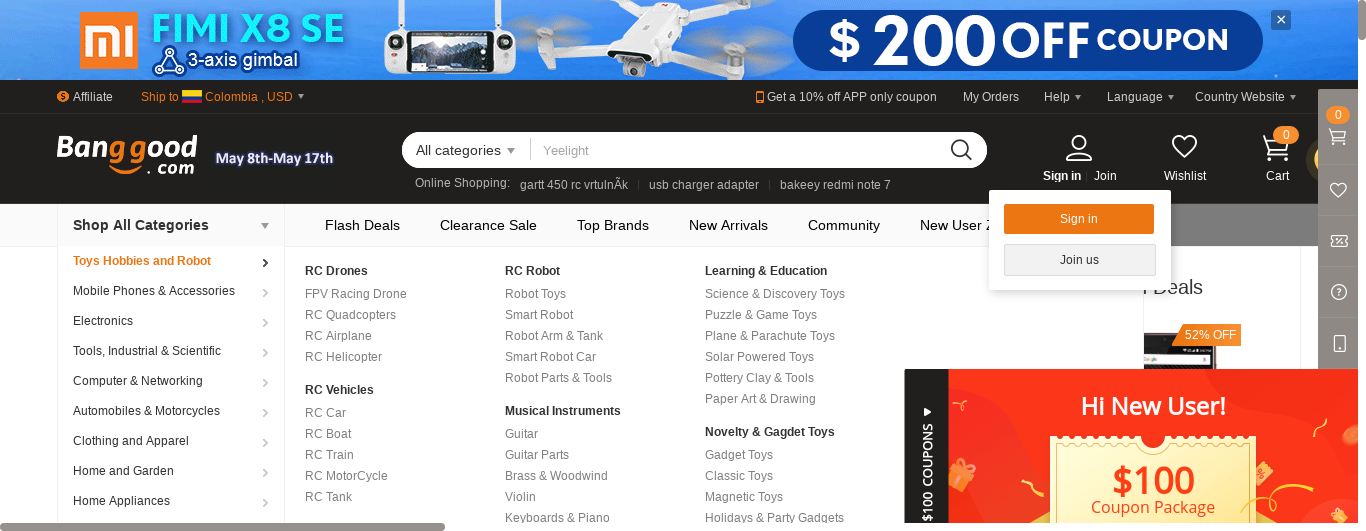 mi FIMI X8 SE
3-axis gimbal
$ 200 OFF COUPON
✕
Affiliate
Ship to Colombia , USD
Get a 10% off APP only coupon
My Orders
Help
Language
Country Website
0
Banggood
.com
May 8th-May 17th
All categories
Yeelight
Online Shopping:
gartt 450 rc vrtulnÃk
usb charger adapter
bakeey redmi note 7
Sign in
Join
Wishlist
0
Cart
Sign in
Join us
Shop All Categories
Flash Deals
Clearance Sale
Top Brands
New Arrivals
Community
New User Z
Toys Hobbies and Robot
Mobile Phones & Accessories
Electronics
Tools, Industrial & Scientific
Computer & Networking
Automobiles & Motorcycles
Clothing and Apparel
Home and Garden
Home Appliances
RC Drones
FPV Racing Drone
RC Quadcopters
RC Airplane
RC Helicopter
RC Vehicles
RC Car
RC Boat
RC Train
RC MotorCycle
RC Tank
RC Robot
Robot Toys
Smart Robot
Robot Arm & Tank
Smart Robot Car
Robot Parts & Tools
Musical Instruments
Guitar
Guitar Parts
Brass & Woodwind
Violin
Keyboards & Piano
Learning & Education
Science & Discovery Toys
Puzzle & Game Toys
Plane & Parachute Toys
Solar Powered Toys
Pottery Clay & Tools
Paper Art & Drawing
Novelty & Gagdet Toys
Gadget Toys
Classic Toys
Magnetic Toys
Holidays & Party Gadgets
Deals
52% OFF
$100 COUPONS
Hi New User!
$100
Coupon Package